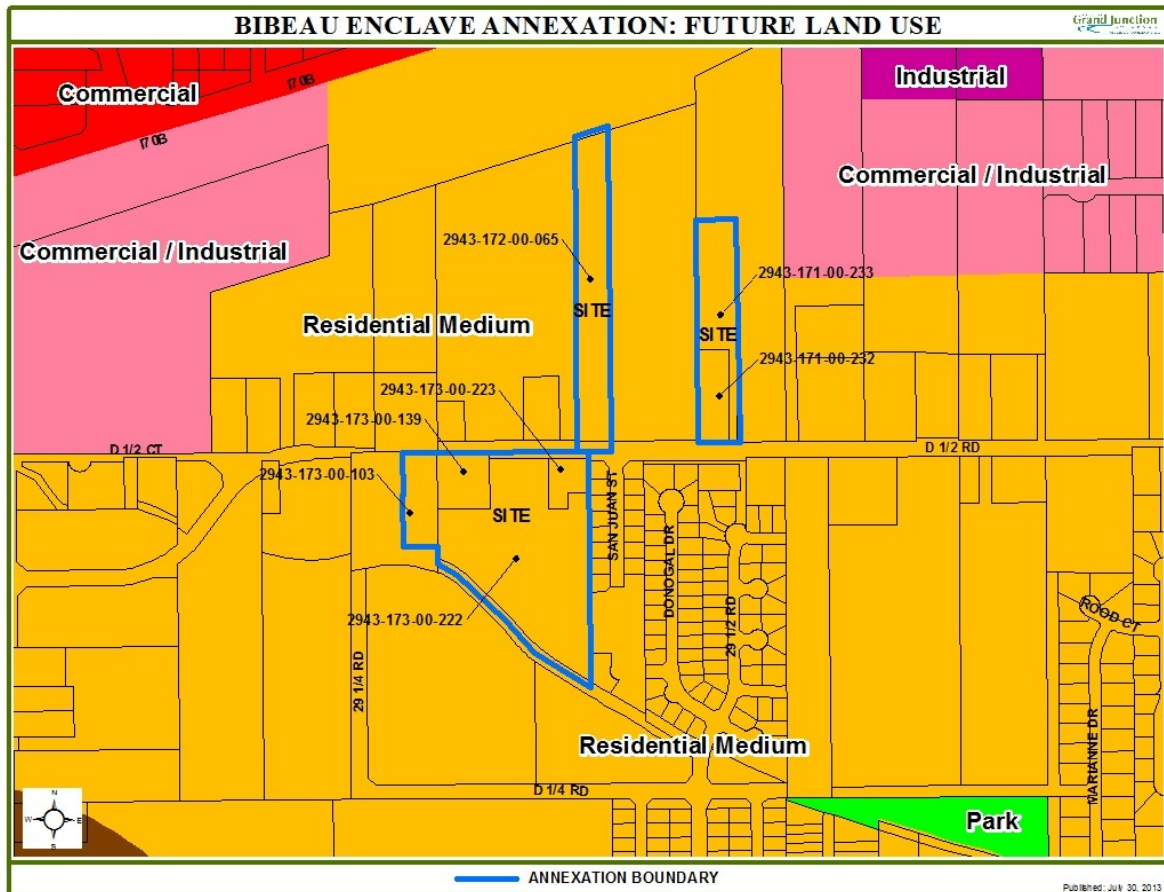 BIBEAU ENCLAVE ANNEXATION: FUTURE LAND USE
Grand Junction
Commercial
I70B
I70B
Industrial
Commercial / Industrial
Commercial / Industrial
2943-172-00-065
2943-171-00-233
SITE
SITE
Residential Medium
2943-171-00-232
2943-173-00-223
2943-173-00-139
D 1/2 CT
D 1/2 RD
2943-173-00-103
SITE
SAN JUAN ST
DONOGAL DR
29 1/2 RD
2943-173-00-222
ROOD CT
29 1/4 RD
MARIANNE DR
Residential Medium
D 1/4 RD
N
W E
S
Park
ANNEXATION BOUNDARY
Published: July 30, 2013